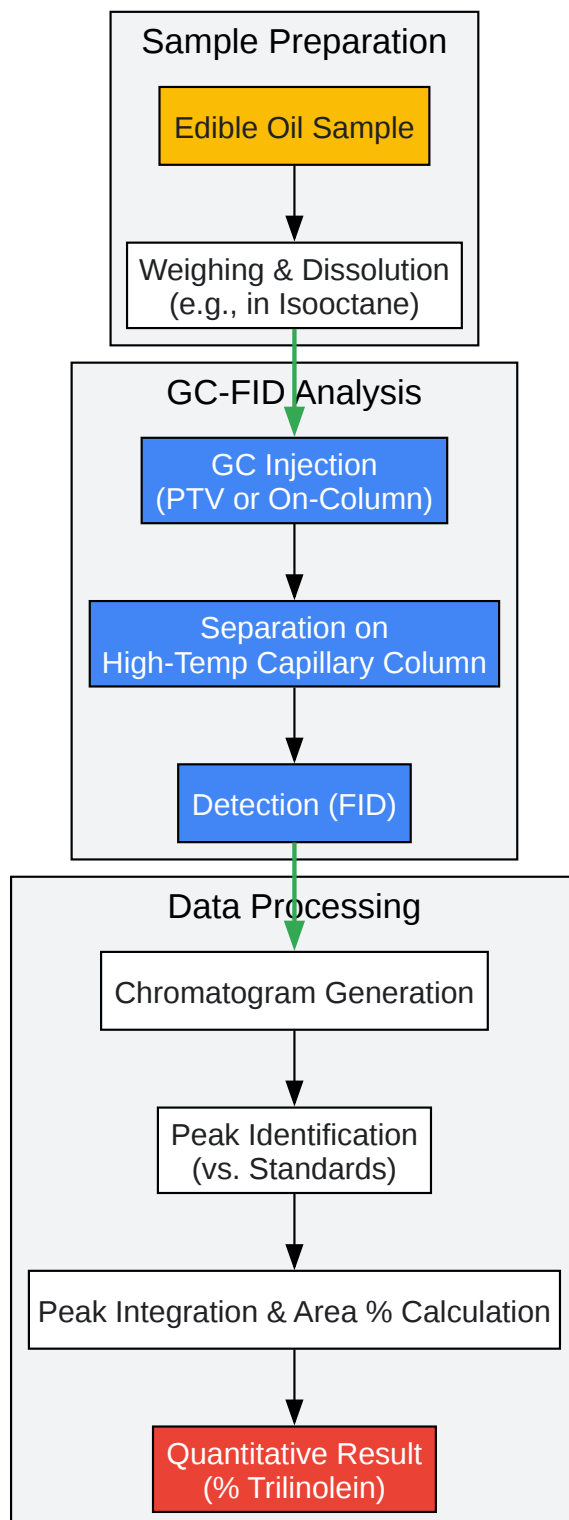 Sample Preparation
Edible Oil Sample
Weighing & Dissolution
(e.g., in Isooctane)
GC-FID Analysis
GC Injection
(PTV or On-Column)
Separation on
High-Temp Capillary Column
Detection (FID)
Data Processing
Chromatogram Generation
Peak Identification
(vs. Standards)
Peak Integration & Area % Calculation
Quantitative Result
(% Trilinolein)